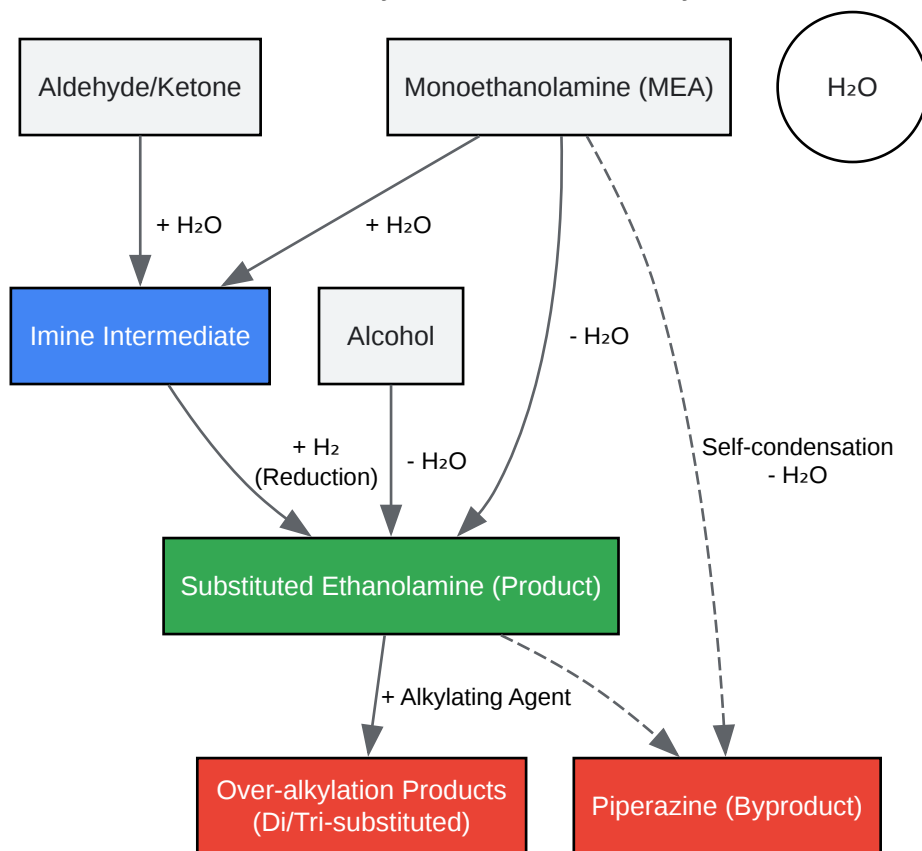 Aldehyde/Ketone
Monoethanolamine (MEA)
H₂O
+ H₂O
+ H₂O
Imine Intermediate
Alcohol
- H₂O
+ H₂
(Reduction)
- H₂O
Self-condensation
- H₂O
Substituted Ethanolamine (Product)
+ Alkylating Agent
Over-alkylation Products
(Di/Tri-substituted)
Piperazine (Byproduct)